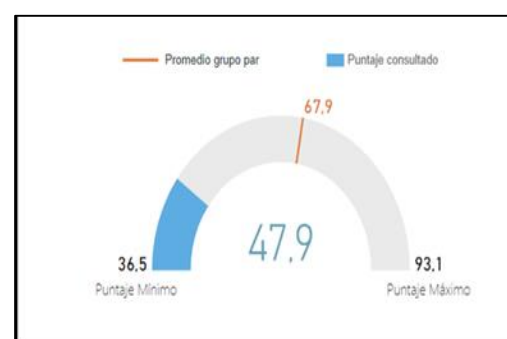 Promedio grupo par
Puntaje consultado
67,9
47,9
36,5
Puntaje Mínimo
93,1
Puntaje Máximo